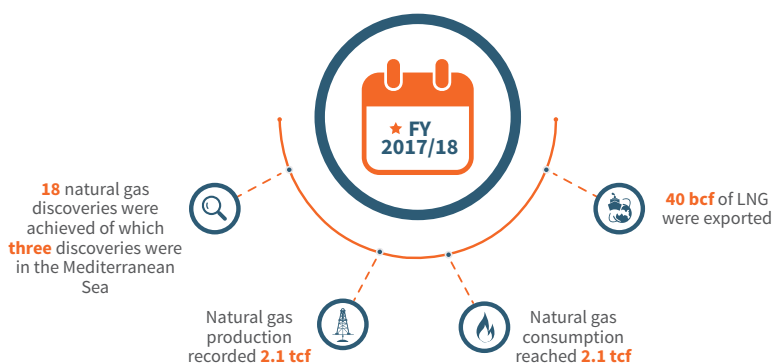 FY
2017/18
18 natural gas
discoveries were
achieved of which
three discoveries were
in the Mediterranean
Sea
Natural gas
production
recorded 2.1 tcf
Natural gas
consumption
reached 2.1 tcf
40 bcf of LNG
were exported